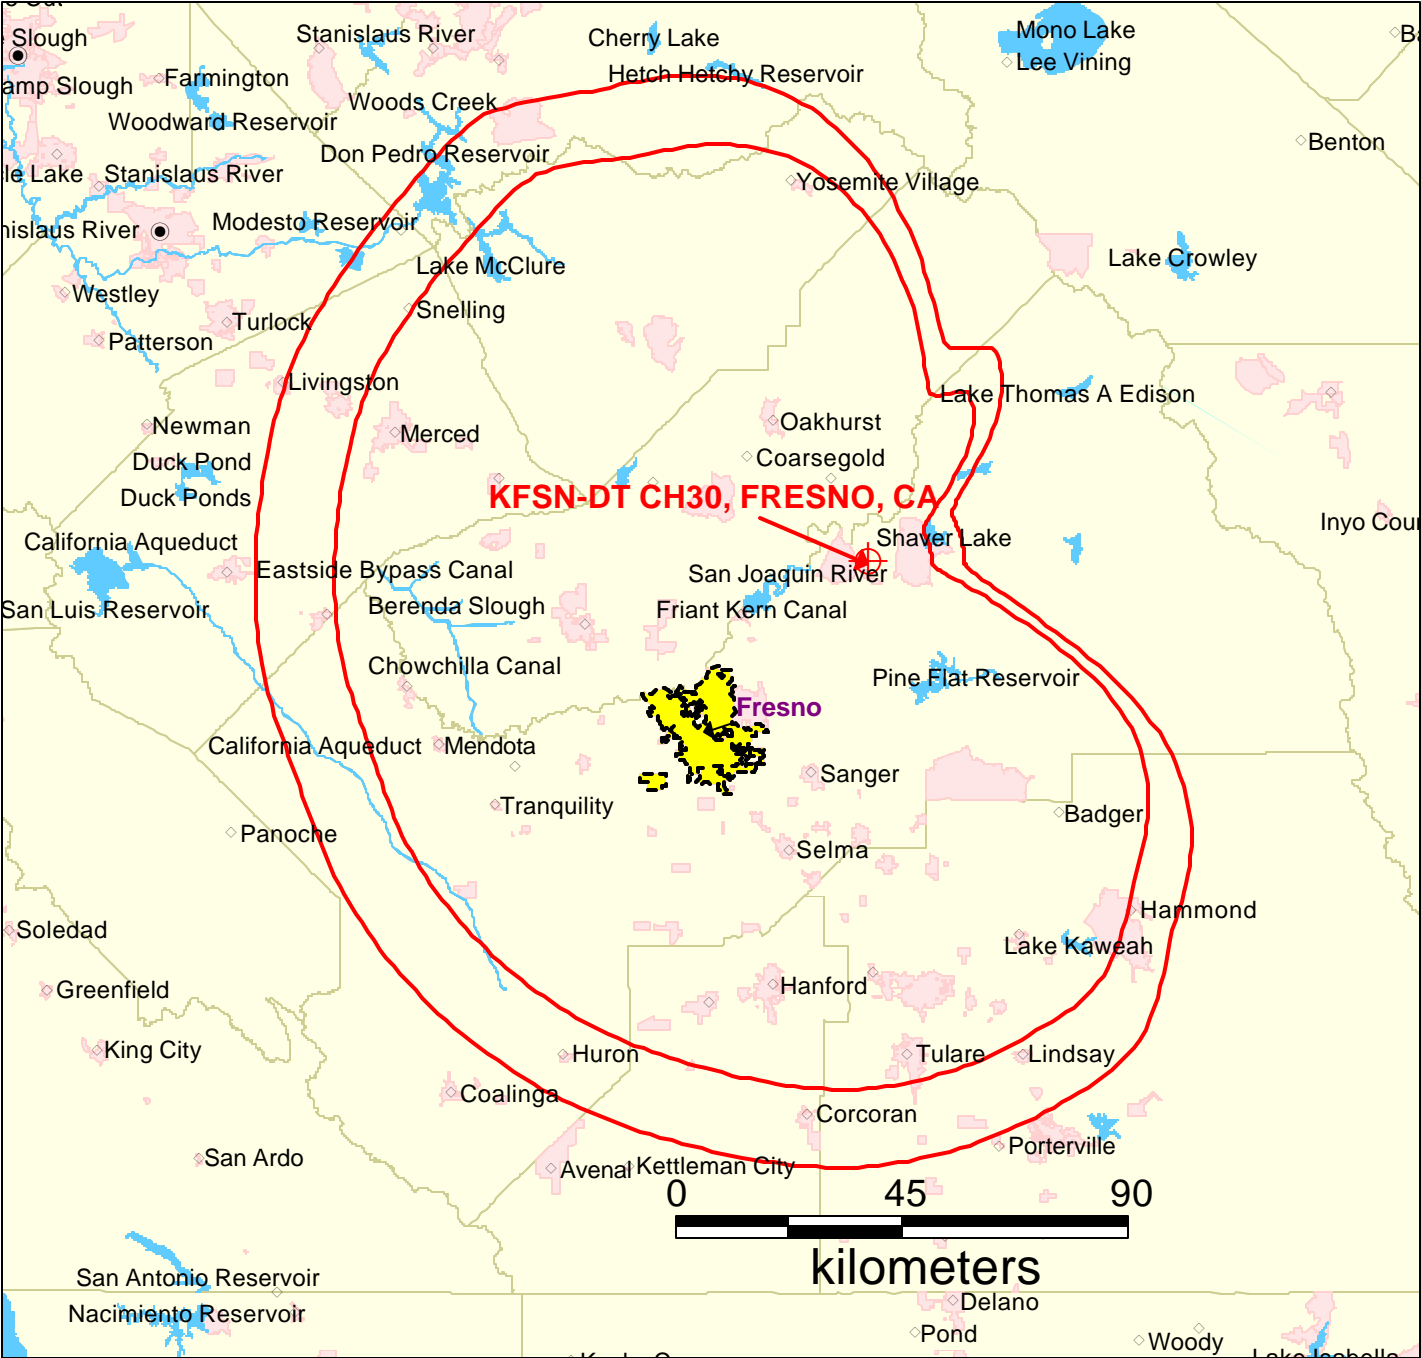 Slough
Stanislaus River
Cherry Lake
Mono Lake
Lee Vining
Hetch Hetchy Reservoir
Farmington
amp Slough
Woods Creek
Woodward Reservoir
Benton
Don Pedro Reservoir
le Lake
Stanislaus River
Yosemite Village
nislaus River
Modesto Reservoir
Lake McClure
Lake Crowley
Westley
Snelling
Turlock
Patterson
Livingston
Lake Thomas A Edison
Newman
Merced
Oakhurst
Duck Pond
Coarsegold
Duck Ponds
KFSN-DT CH30, FRESNO, CA
Inyo Cour
California Aqueduct
Shaver Lake
Eastside Bypass Canal
San Joaquin River
San Luis Reservoir
Berenda Slough
Friant Kern Canal
Chowchilla Canal
Pine Flat Reservoir
Fresno
California Aqueduct
Mendota
Sanger
Tranquility
Badger
Panoche
Selma
Hammond
Soledad
Lake Kaweah
Greenfield
Hanford
King City
Huron
Tulare
Lindsay
Coalinga
Corcoran
Porterville
San Ardo
Avenal
Kettleman City
0 45 90
kilometers
San Antonio Reservoir
Nacimiento Reservoir
Delano
Pond
Woody
Lake Isabella